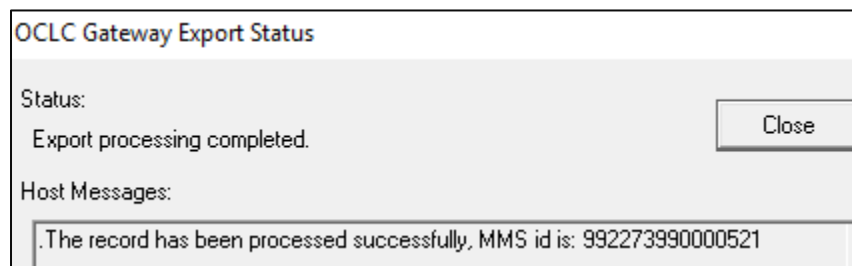 OCLC Gateway Export Status
Status:
Export processing completed.
Close
Host Messages:
.The record has been processed successfully, MMS id is: 992273990000521